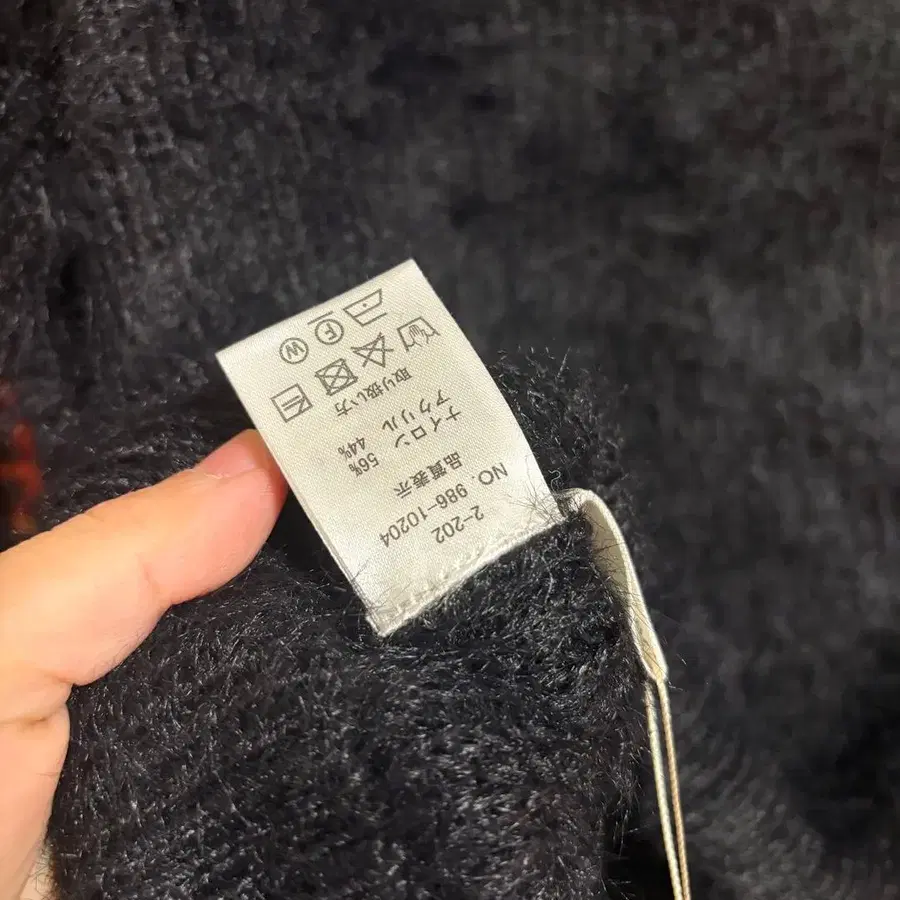 2-202
NO. 986-10204
品質表示
ナイロン 56%
アクリル 44%
取り扱い方
F W